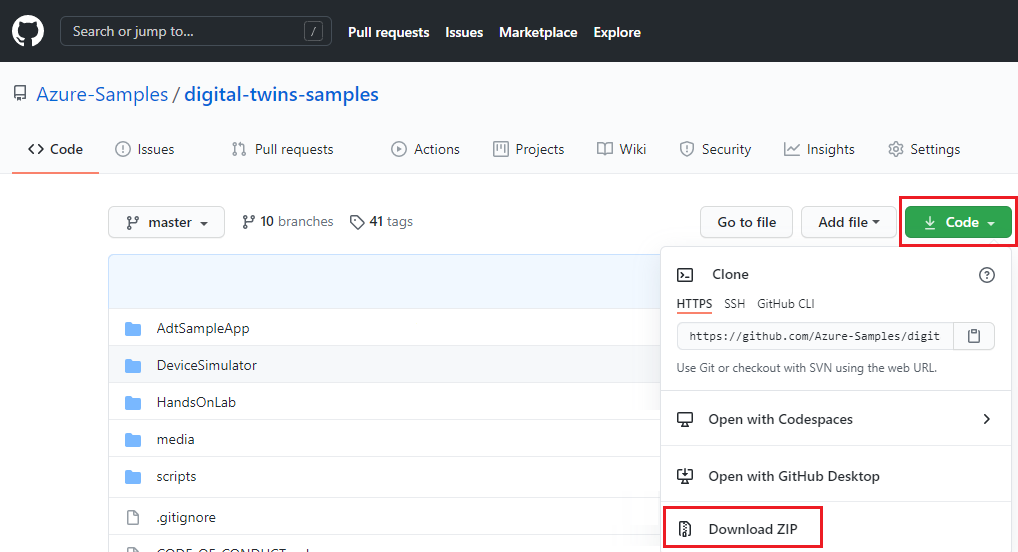 Search or jump to... / Pull requests Issues Marketplace Explore
Azure-Samples / digital-twins-samples
Code Issues Pull requests Actions Projects Wiki Security Insights Settings
master 10 branches 41 tags Go to file Add file Code
Clone
HTTPS SSH GitHub CLI
https://github.com/Azure-Samples/digit
Use Git or checkout with SVN using the web URL.
Open with Codespaces
Open with GitHub Desktop
Download ZIP
AdtSampleApp
DeviceSimulator
HandsOnLab
media
scripts
.gitignore